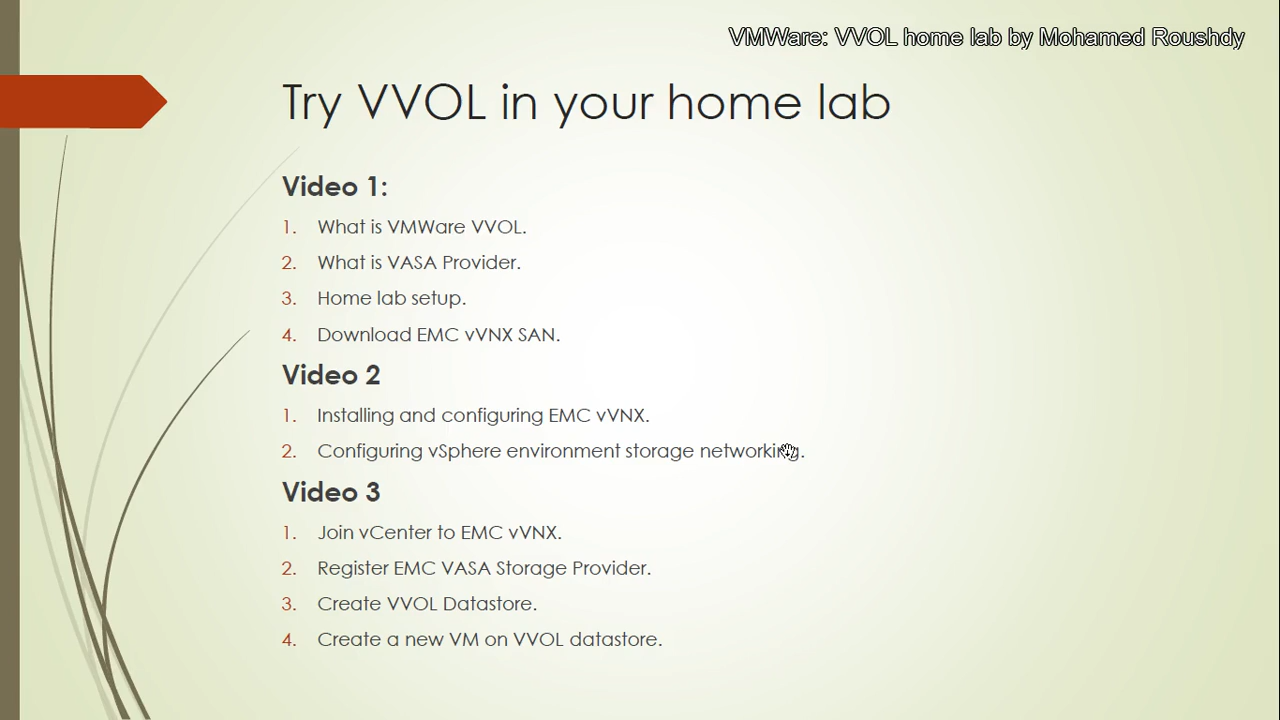 VMWare: VVOL home lab by Mohamed Roushdy
Try VVOL in your home lab
Video 1:
1. What is VMWare VVOL.
2. What is VASA Provider.
3. Home lab setup.
4. Download EMC vVNX SAN.
Video 2
1. Installing and configuring EMC vVNX.
2. Configuring vSphere environment storage networking.
Video 3
1. Join vCenter to EMC vVNX.
2. Register EMC VASA Storage Provider.
3. Create VVOL Datastore.
4. Create a new VM on VVOL datastore.